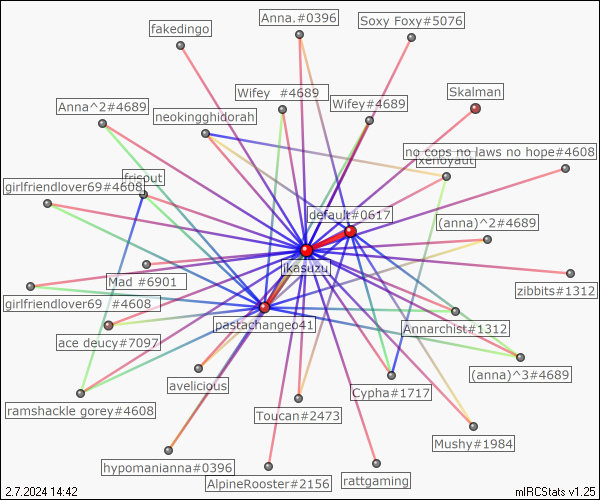 Anna.#0396
Soxy Foxy#5076
fakedingo
Skalman
Wifey #4689
Wifey#4689
Anna^2#4689
neokingghidorah
no cops no laws no hope#4608
xenoyaut
girlfriendlover69#4608
default#0617
(anna)^2#4689
jkasuzu
Mad #6901
zibbits#1312
girlfriendlover69 #4608
pastachangeo41
Annarchist#1312
ace deucy#7097
(anna)^3#4689
avelicious
Cypha#1717
ramshackle gorey#4608
Toucan#2473
Mushy#1984
hypomanianna#0396
AlpineRooster#2156
rattgaming
2.7.2024 14:42
mIRCStats v1.25